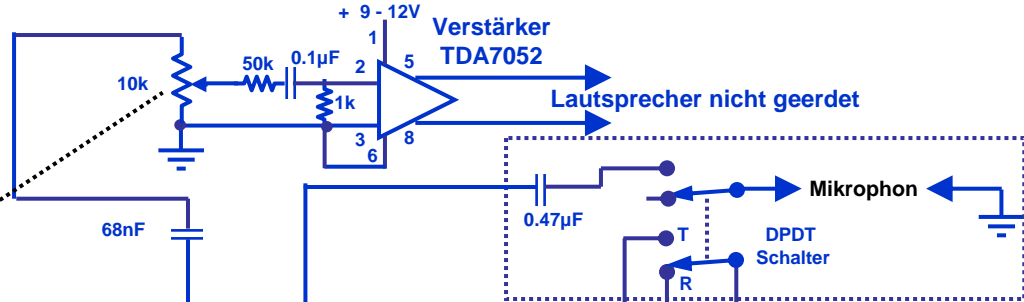 + 9 - 12V
Verstärker
TDA7052
1
50k
0.1µF
2
5
10k
1k
Lautsprecher nicht geerdet
3
6
8
0.47µF
Mikrophon
68nF
T
DPDT
Schalter
R